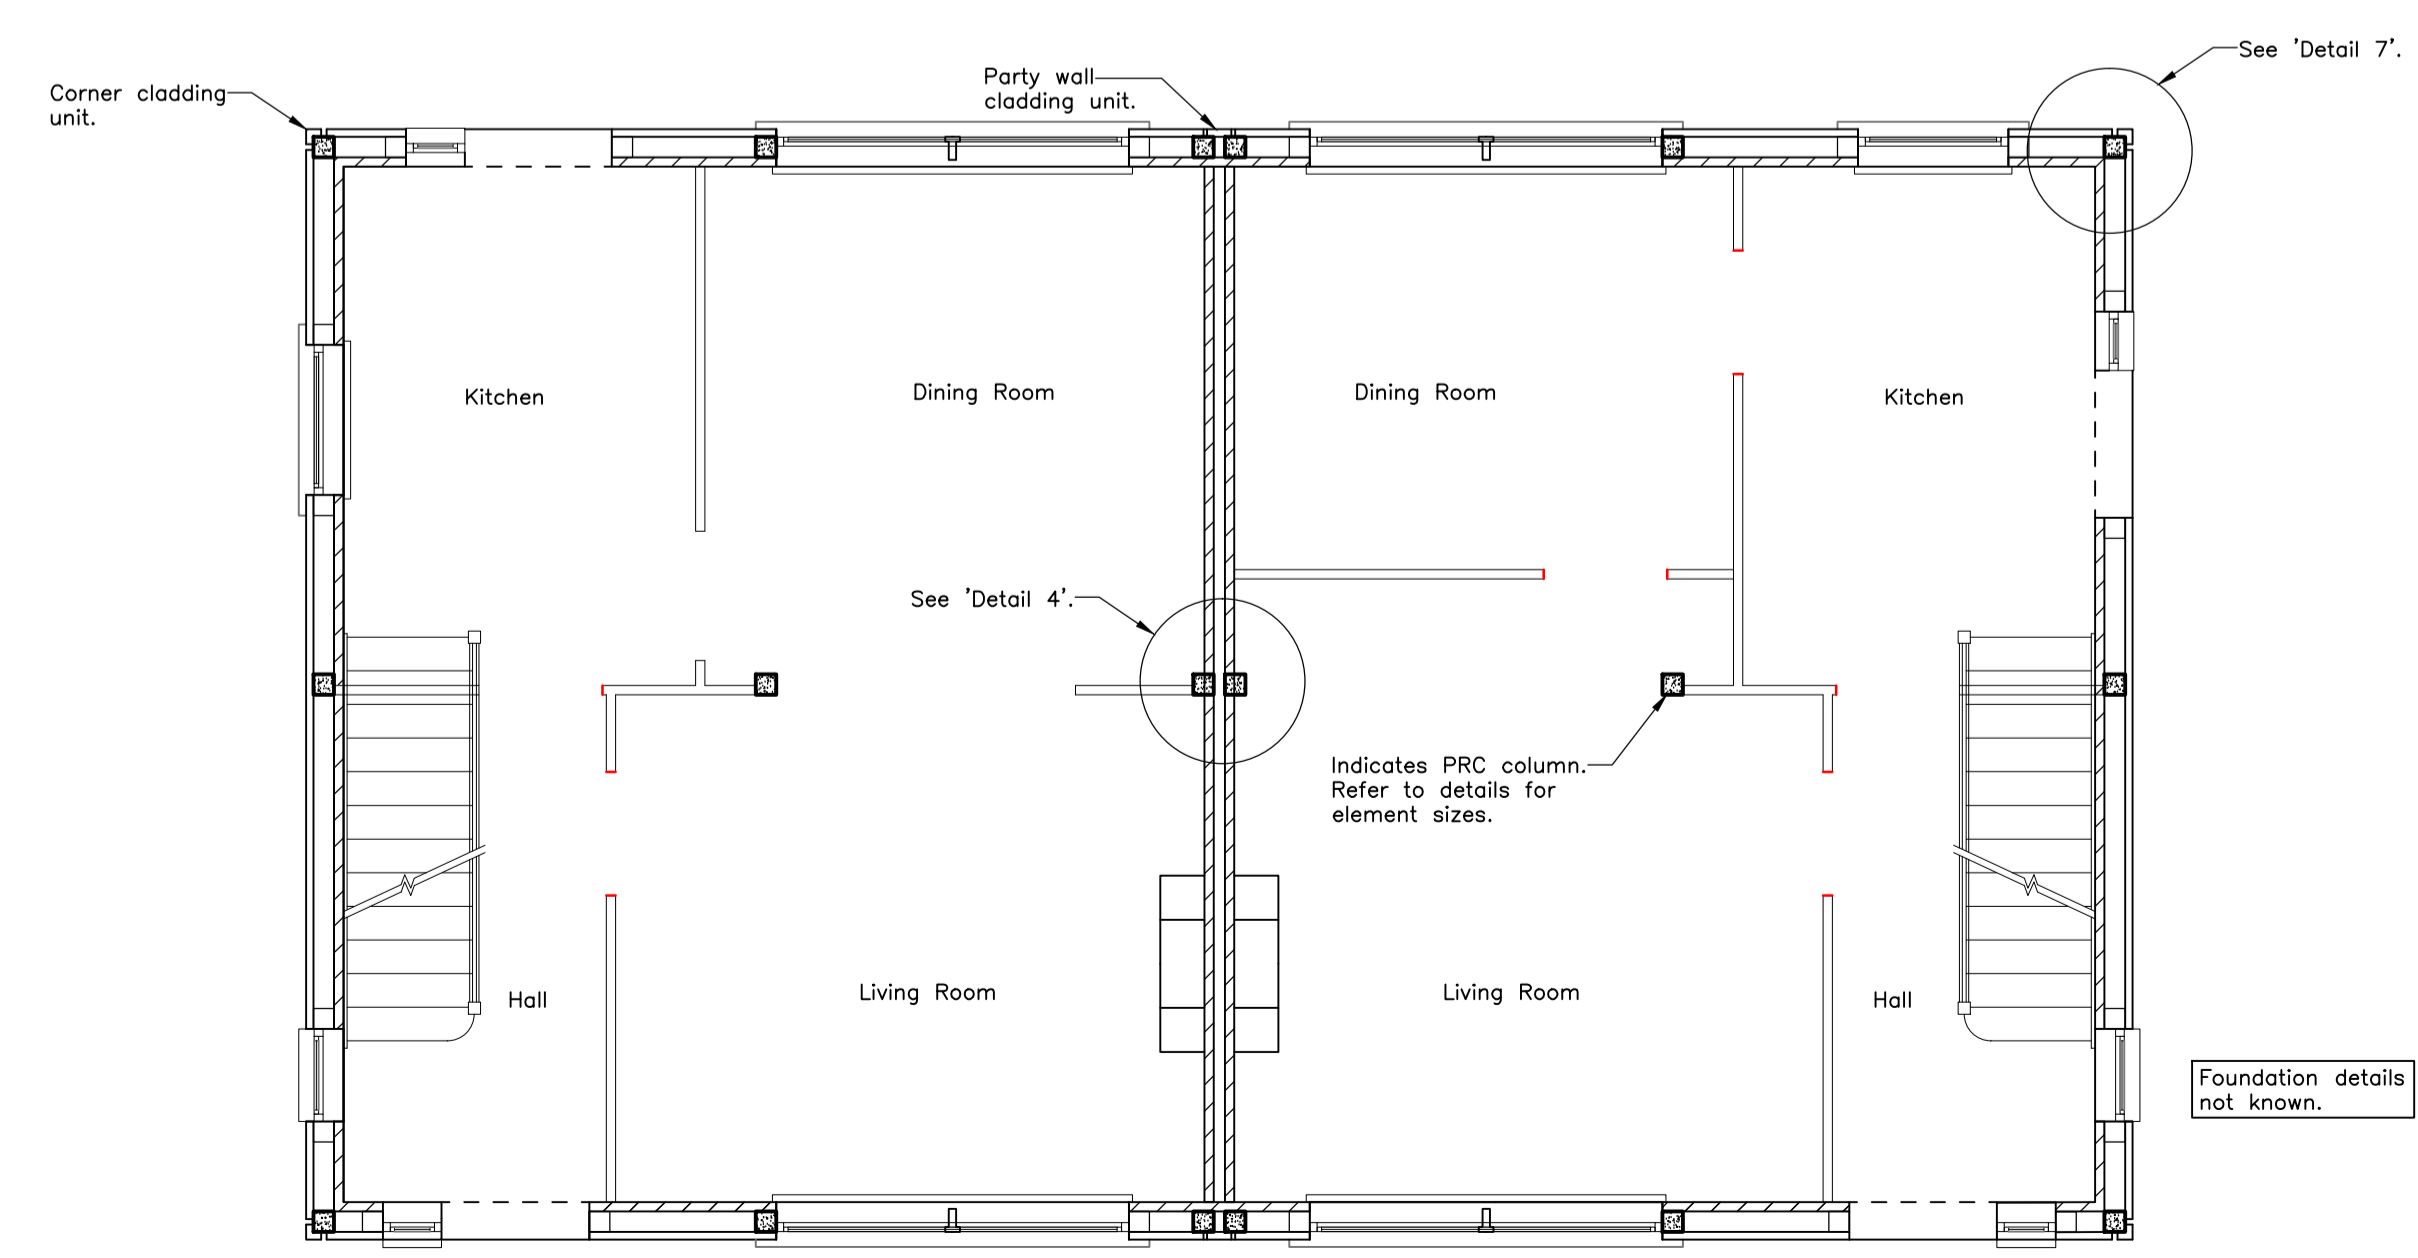 See 'Detail 7'.
Party wall
cladding unit.
Corner cladding
unit.
Kitchen
Dining Room
Dining Room
Kitchen
See 'Detail 4'.
Indicates PRC column.
Refer to details for
element sizes.
Hall
Living Room
Living Room
Hall
Foundation details
not known.